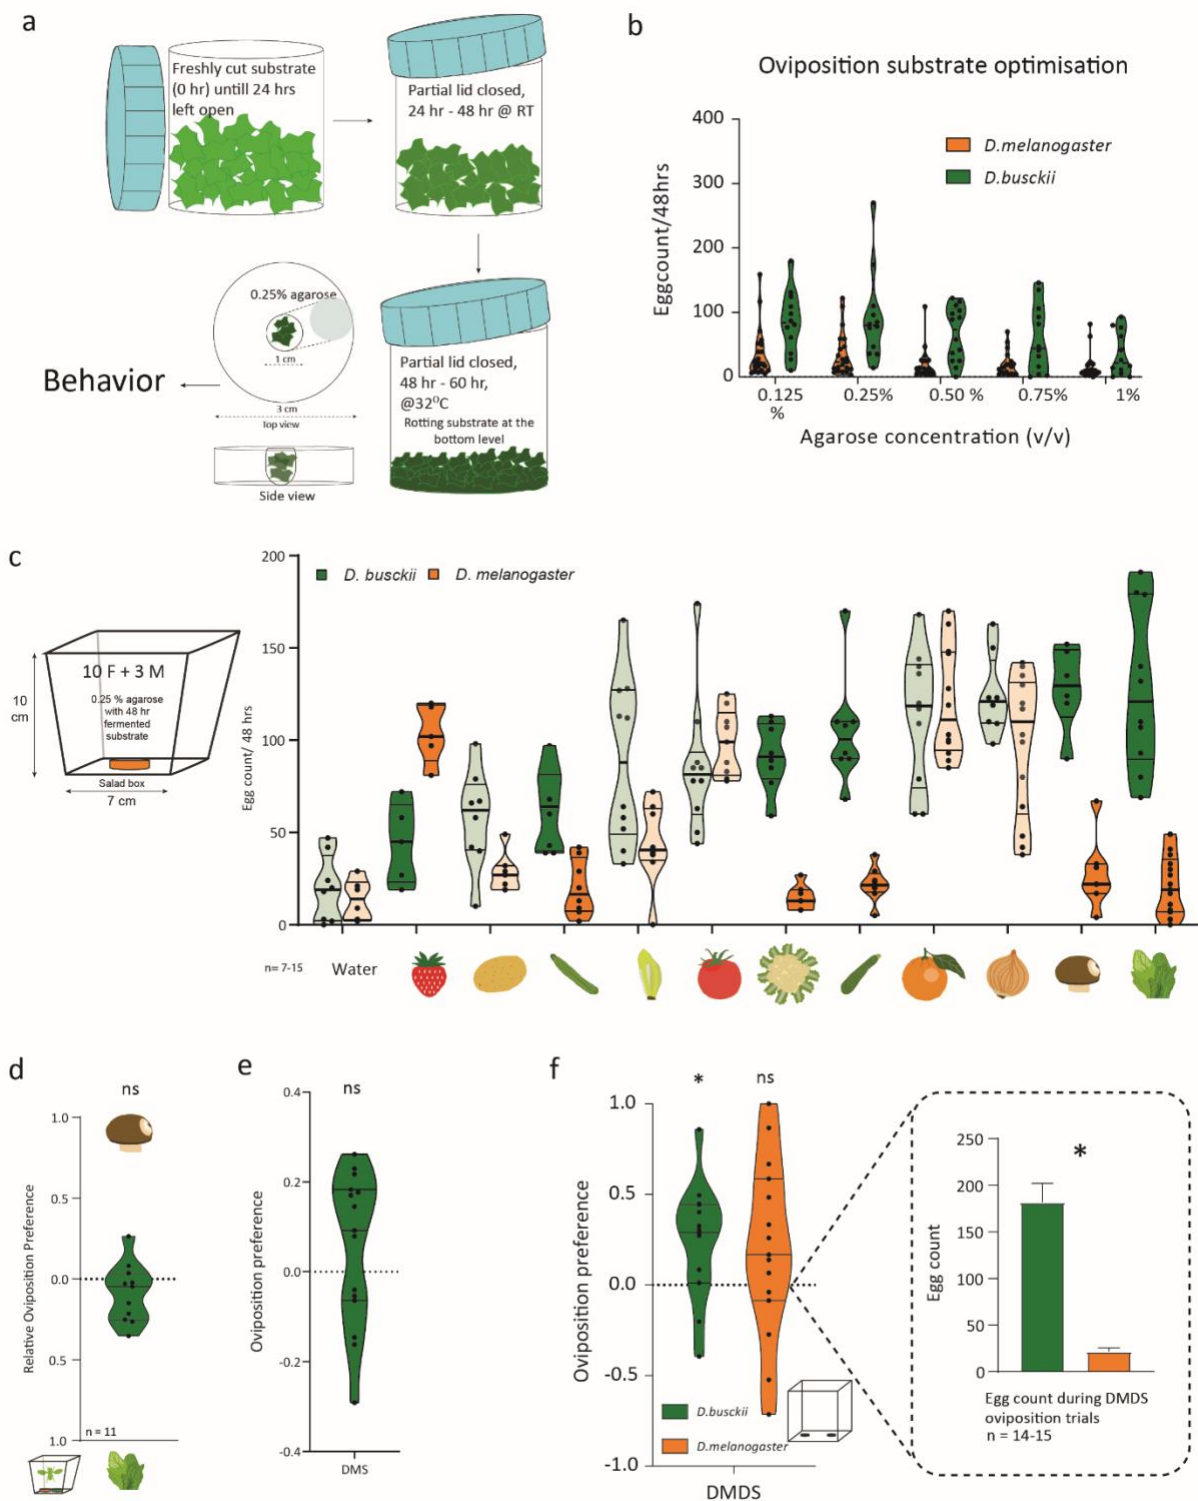 a
Freshly cut substrate
(0 hr) untill 24 hrs
left open
Partial lid closed,
24 hr - 48 hr @ RT
0.25% agarose
1 cm
3 cm
Top view
Side view
Behavior
Partial lid closed,
48 hr - 60 hr,
@32⁰C
Rotting substrate at the
bottom level
b
Oviposition substrate optimisation
D.melanogaster
D.busckii
Eggcount/48hrs
400
300
200
100
0
0.125
%
0.25%
0.50 %
0.75%
1%
Agarose concentration (v/v)
c
10 F + 3 M
0.25 % agarose
with 48 hr
fermented
substrate
10
cm
Salad box
7 cm
D. busckii
D. melanogaster
Egg count/ 48 hrs
200
150
100
50
0
n= 7-15
Water
d
ns
Relative Oviposition Preference
1.0
0.5
0.0
0.5
1.0
n = 11
e
ns
Oviposition preference
0.4
0.2
0.0
-0.2
-0.4
DMS
f
*
ns
Oviposition preference
1.0
0.5
0.0
-0.5
-1.0
D.busckii
D.melanogaster
DMDS
Egg count
250
200
150
100
50
0
*
Egg count during DMDS
oviposition trials
n = 14-15